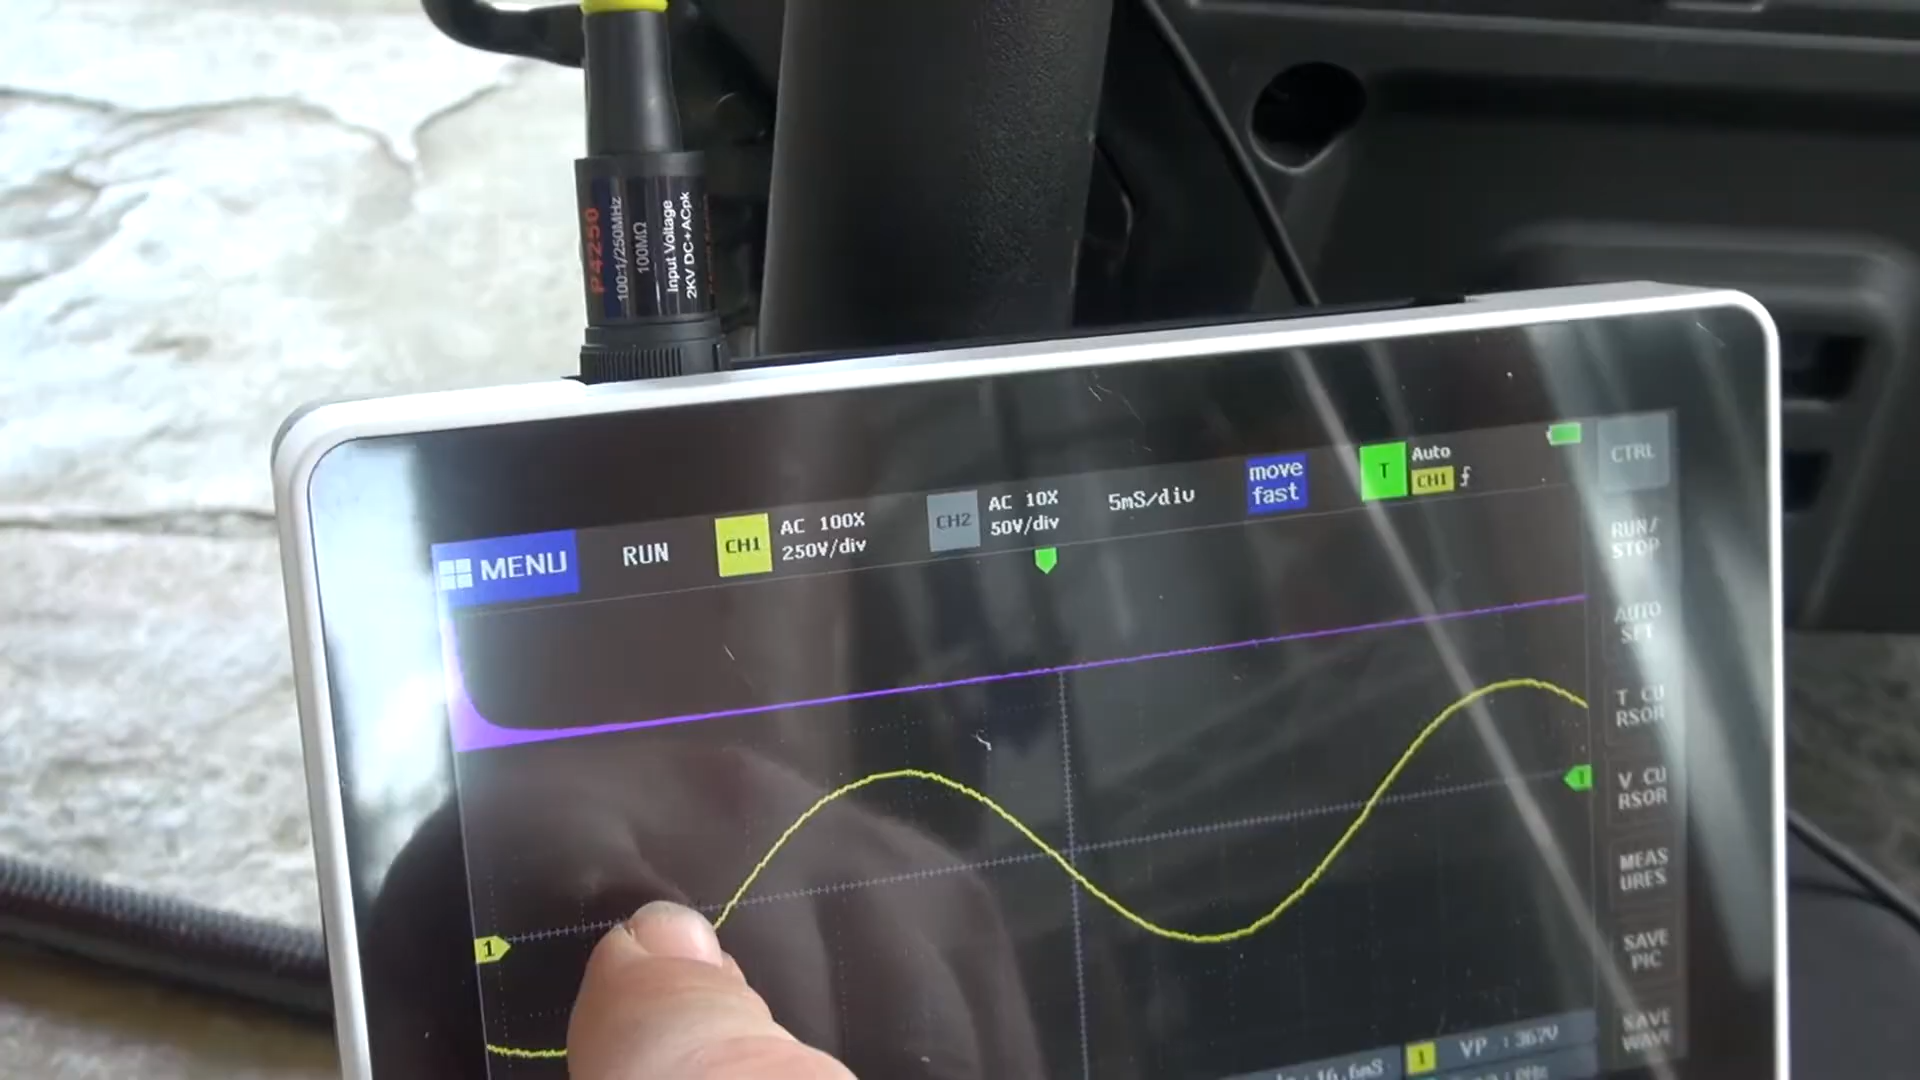 P4250
100:1/250MHz
100MΩ
Input Voltage
2KV DC+ACpk
MENU
RUN
CH1
AC 100X
250V/div
CH2
AC 10X
50V/div
5mS/div
move
fast
T
Auto
CH1
CTRL
RUN/
STOP
AUTO
SET
T CU
RSOR
V CU
RSOR
MEAS
URES
SAVE
PIC
SAVE
WAVE
T
1
:16.6mS
1
VP :367V